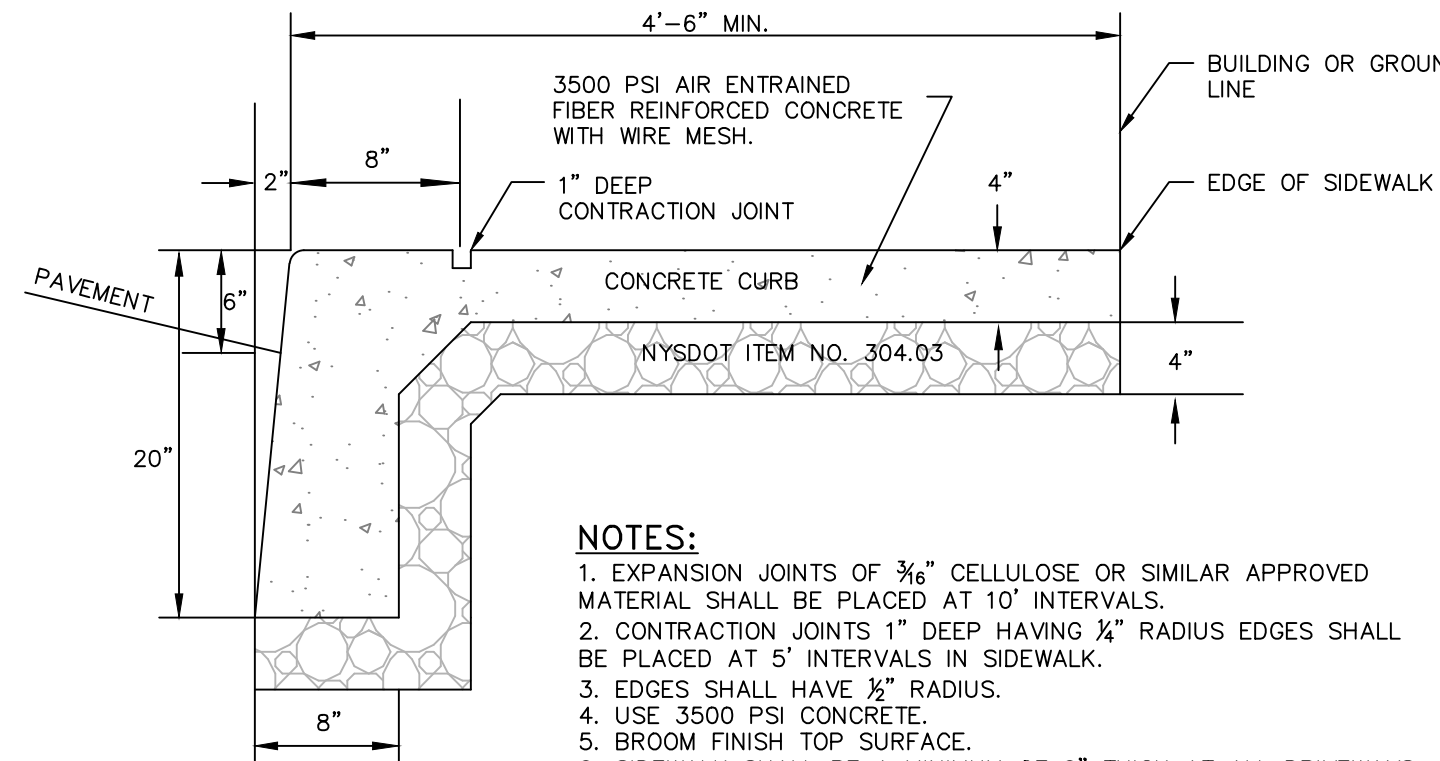 4'-6" MIN.
BUILDING OR
LINE
3500 PSI AIR ENTRAINED
FIBER REINFORCED CONCRETE
WITH WIRE MESH.
2"
8"
1" DEEP
CONTRACTION JOINT
4"
EDGE OF SIDEWALK
PAVEMENT
6"
CONCRETE CURB
NYSDOT ITEM NO. 304.03
4"
20"
8"
NOTES:
1. EXPANSION JOINTS OF 3/16" CELLULOSE OR SIMILAR APPROVED
MATERIAL SHALL BE PLACED AT 10' INTERVALS.
2. CONTRACTION JOINTS 1" DEEP HAVING 1/4" RADIUS EDGES SHALL
BE PLACED AT 5' INTERVALS IN SIDEWALK.
3. EDGES SHALL HAVE 1/2" RADIUS.
4. USE 3500 PSI CONCRETE.
5. BROOM FINISH TOP SURFACE.